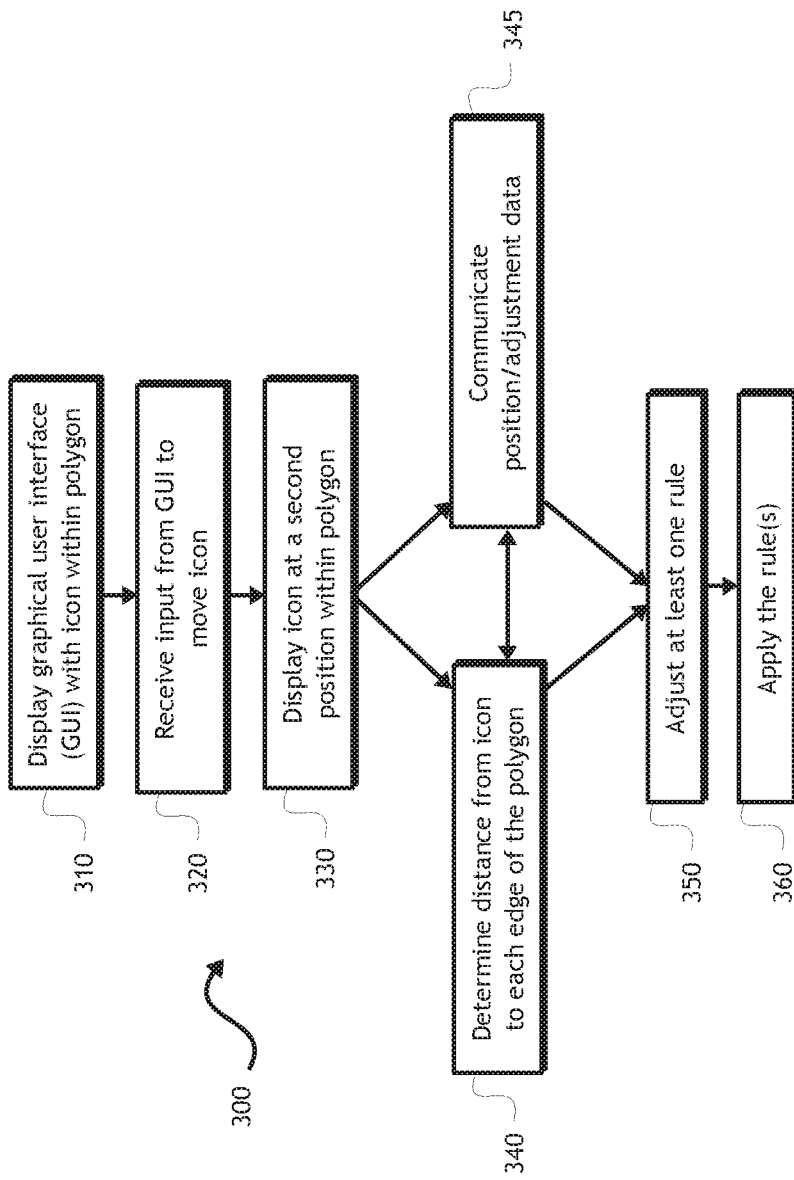 300
310
Display graphical user interface
(GUI) with icon within polygon
320
Receive input from GUI to
move icon
330
Display icon at a second
position within polygon
340
Determine distance from icon
to each edge of the polygon
345
Communicate
position/adjustment data
350
Adjust at least one rule
360
Apply the rule(s)